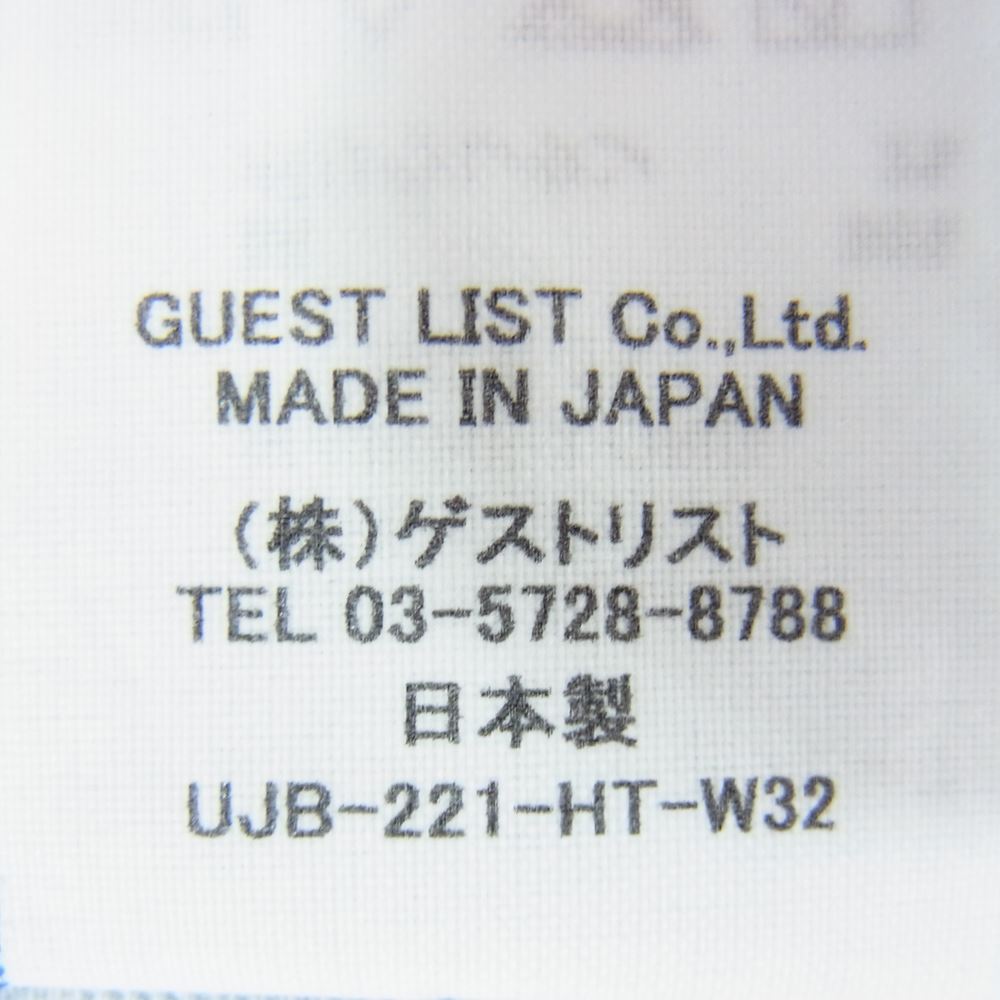 GUEST LIST Co.,Ltd.
MADE IN JAPAN
(株)ゲストリスト
TEL 03-5728-8788
日本製
UJB-221-HT-W32